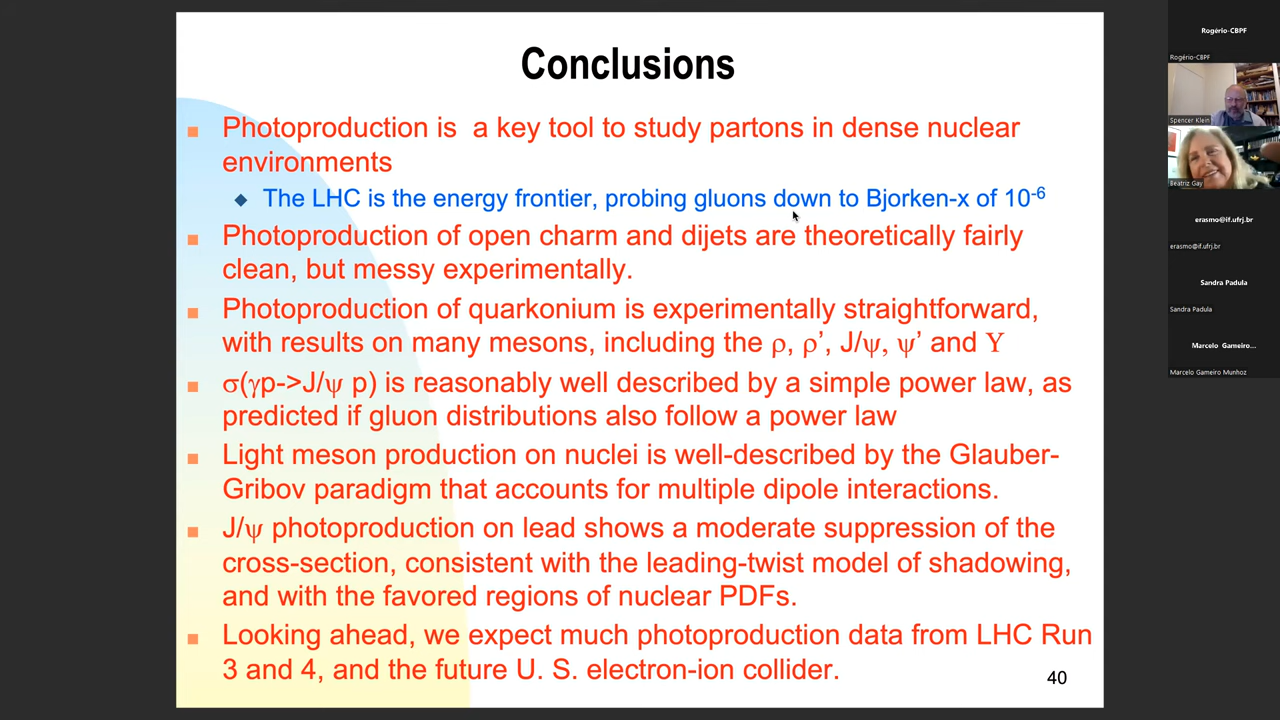 Conclusions
Photoproduction is a key tool to study partons in dense nuclear
environments
The LHC is the energy frontier, probing gluons down to Bjorken-x of 10⁻⁶
Photoproduction of open charm and dijets are theoretically fairly
clean, but messy experimentally.
Photoproduction of quarkonium is experimentally straightforward,
with results on many mesons, including the ρ, ρ’, J/ψ, ψ’ and Υ
σ(γp->J/ψ p) is reasonably well described by a simple power law, as
predicted if gluon distributions also follow a power law
Light meson production on nuclei is well-described by the Glauber-
Gribov paradigm that accounts for multiple dipole interactions.
J/ψ photoproduction on lead shows a moderate suppression of the
cross-section, consistent with the leading-twist model of shadowing,
and with the favored regions of nuclear PDFs.
Looking ahead, we expect much photoproduction data from LHC Run
3 and 4, and the future U. S. electron-ion collider.
40
Rogério-CBPF
Rogério-CBPF
Spencer Klein
Beatriz Gay
erasmo@if.ufrj.br
erasmo@if.ufrj.br
Sandra Padula
Sandra Padula
Marcelo Gameiro...
Marcelo Gameiro Munhoz